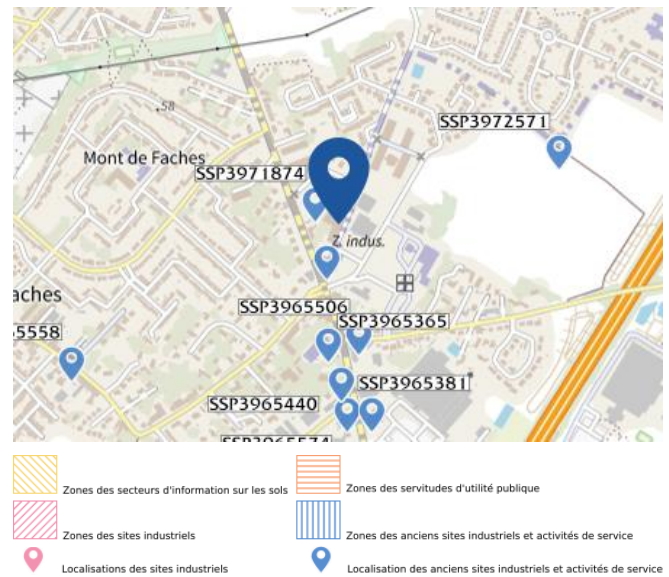 .58
SSP3972571
Mont de Faches
SSP3971874
Z. indus.
aches
SSP3965506
SSP3965365
5558
SSP3965381
SSP3965440
SSP3965574
Zones des secteurs d'information sur les sols
Zones des servitudes d'utilité publique
Zones des sites industriels
Zones des anciens sites industriels et activités de service
Localisations des sites industriels
Localisation des anciens sites industriels et activités de service